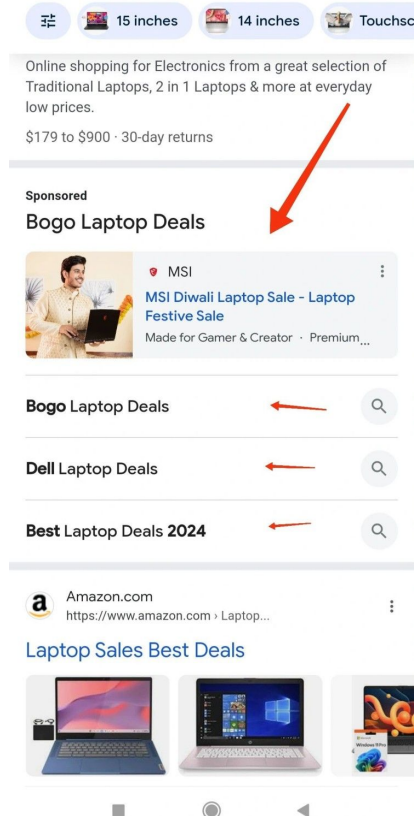 15 inches
14 inches
Touchsc
Online shopping for Electronics from a great selection of
Traditional Laptops, 2 in 1 Laptops & more at everyday
low prices.
$179 to $900 · 30-day returns
Sponsored
Bogo Laptop Deals
MSI
MSI Diwali Laptop Sale - Laptop
Festive Sale
Made for Gamer & Creator · Premium...
Bogo Laptop Deals
Dell Laptop Deals
Best Laptop Deals 2024
a
Amazon.com
https://www.amazon.com › Laptop...
Laptop Sales Best Deals